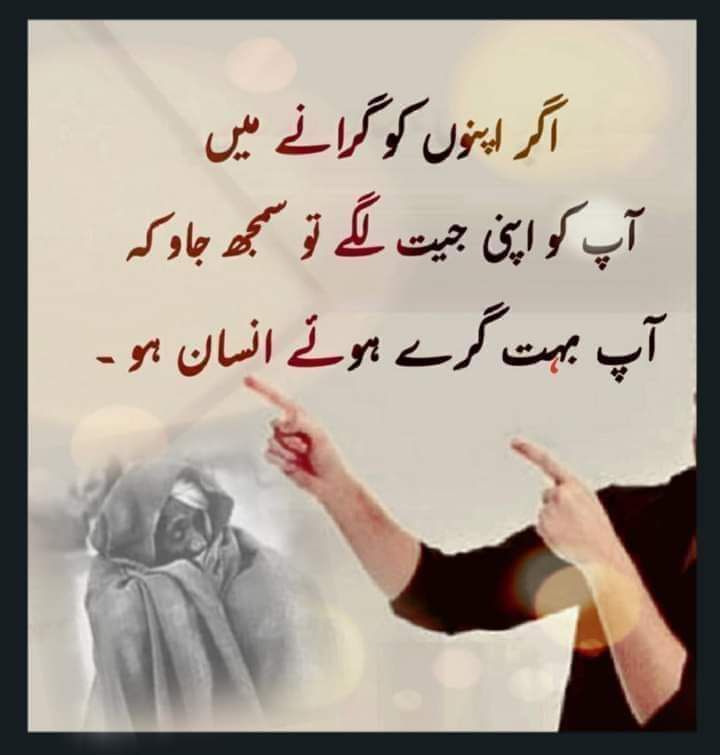 اگر اپنوں کو گرانے میں
آپ کو اپنی جیت لگے تو سمجھ جاو کہ
آپ بہت گرے ہوئے انسان ہو ۔